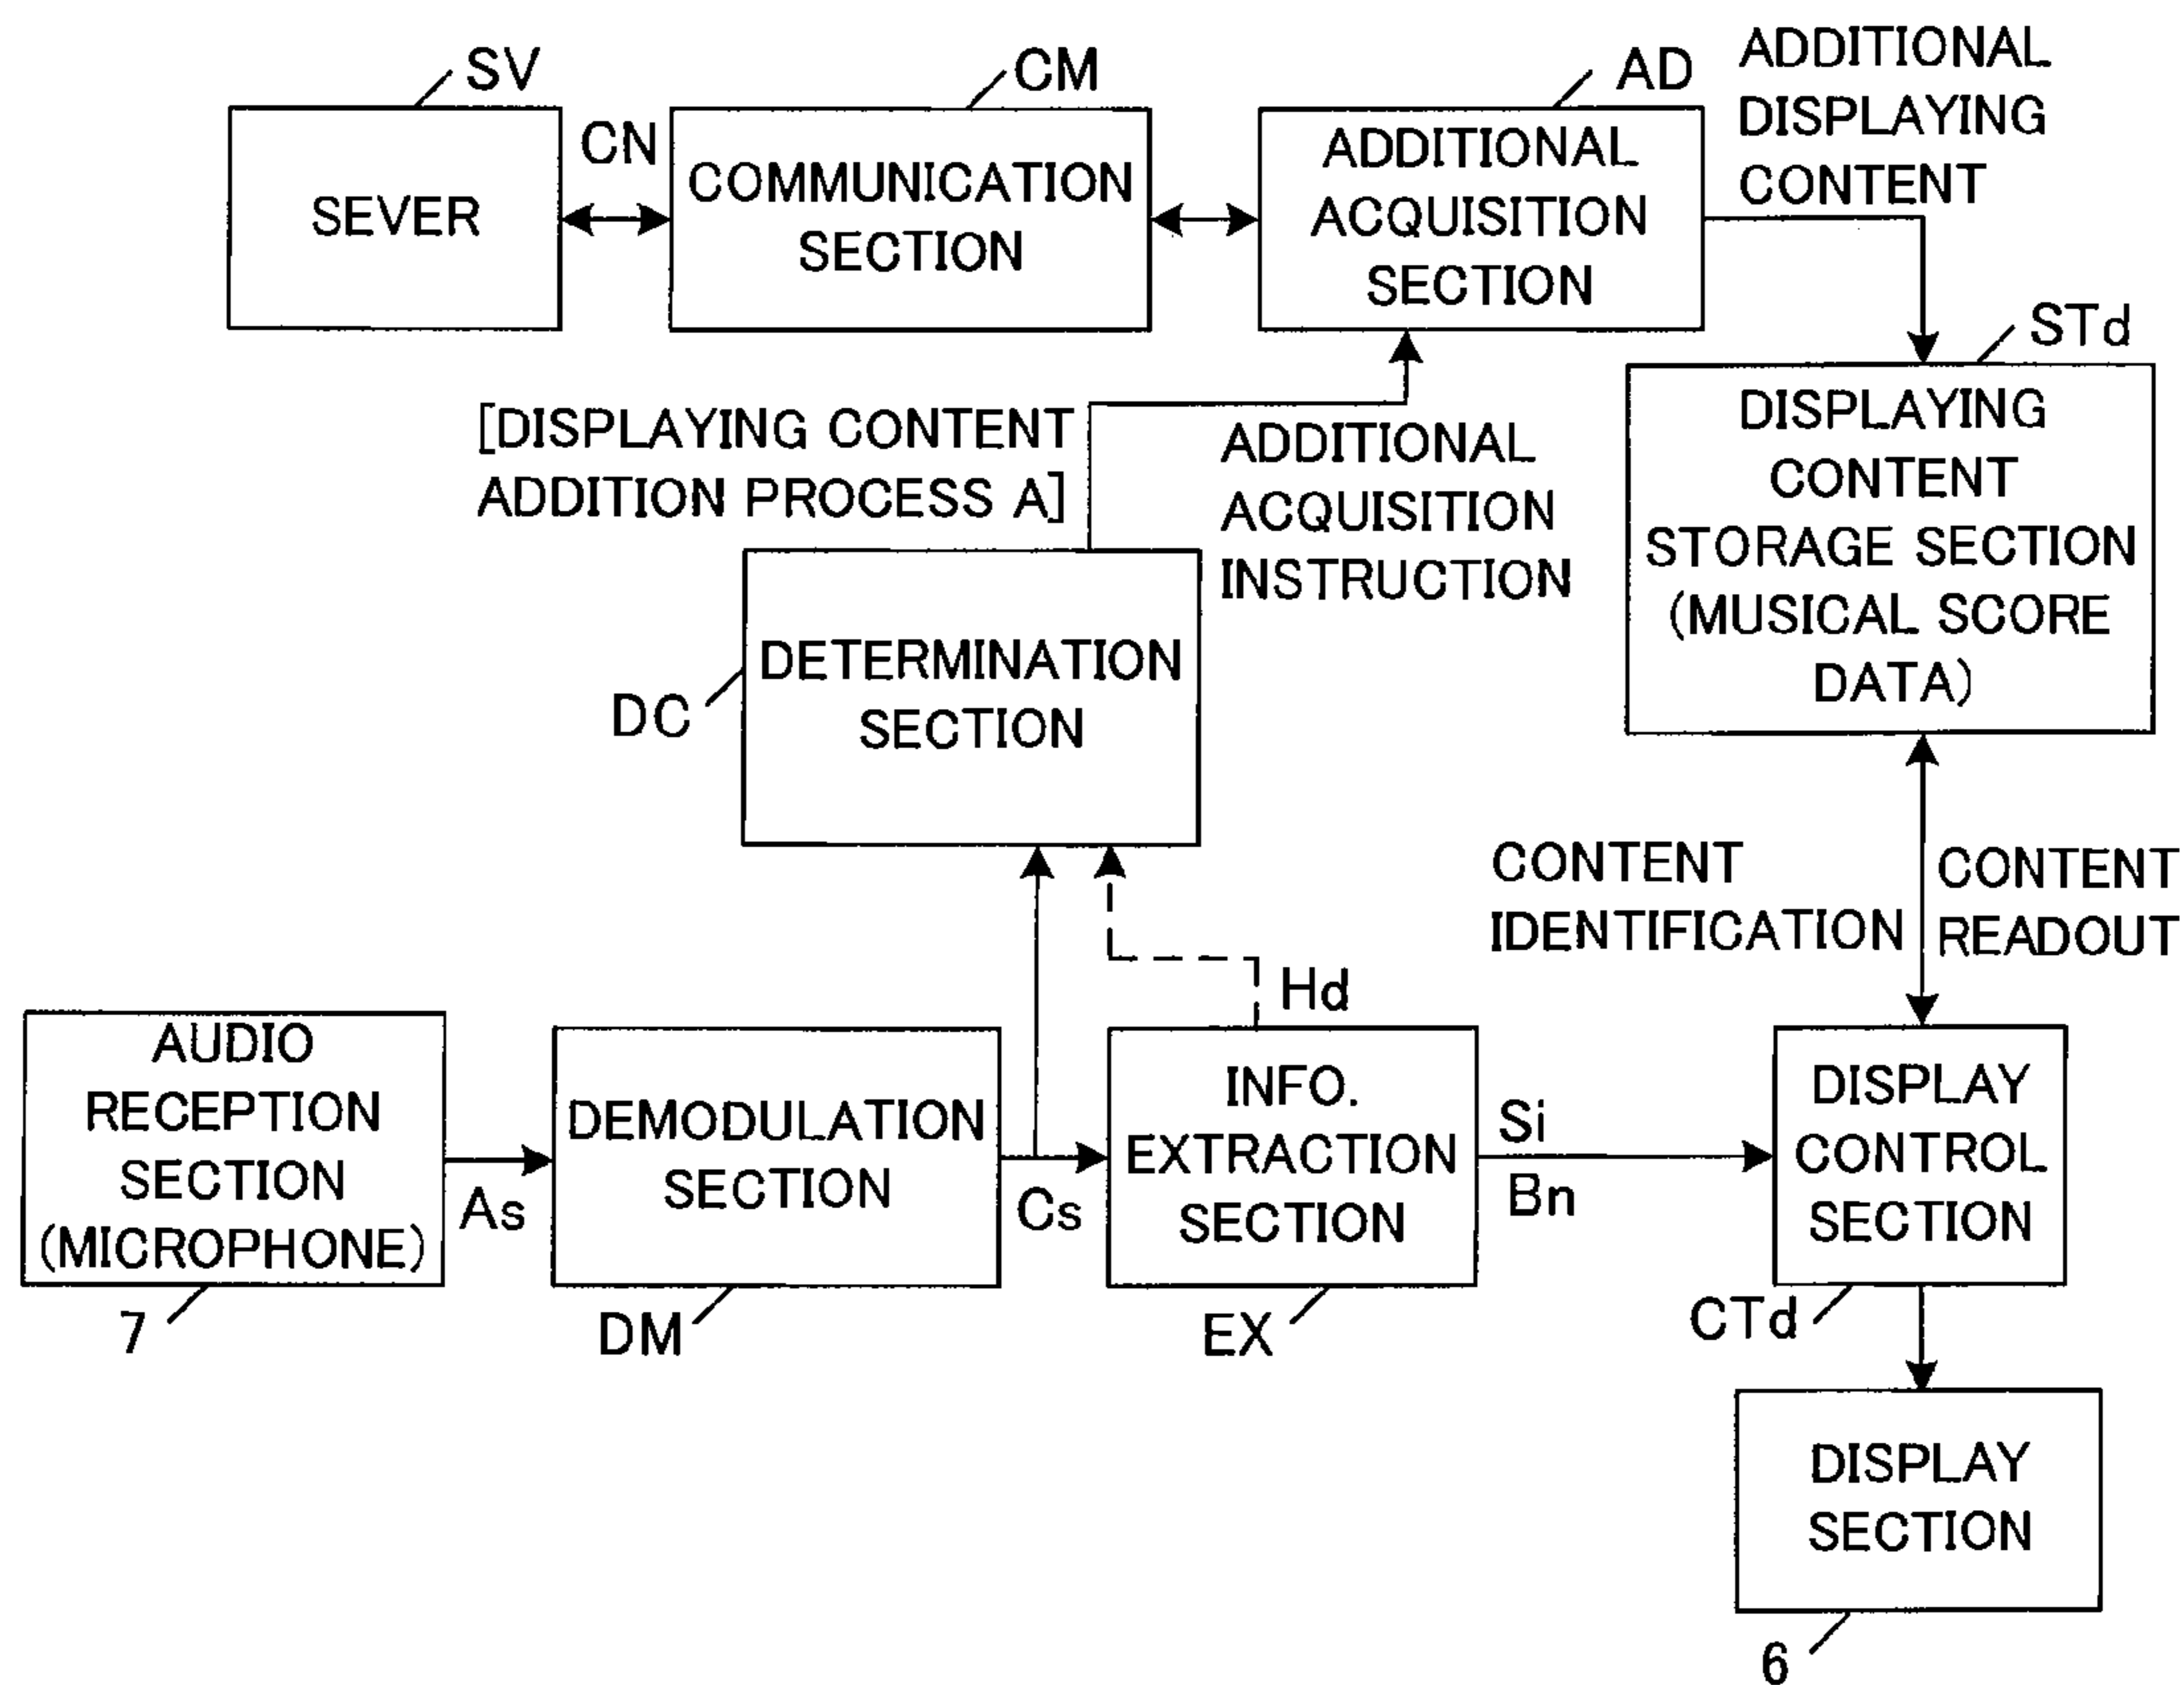 SV
CN
CM
AD
ADDITIONAL
DISPLAYING
CONTENT
SEVER
COMMUNICATION
SECTION
ADDITIONAL
ACQUISITION
SECTION
STd
[DISPLAYING CONTENT
ADDITION PROCESS A]
ADDITIONAL
ACQUISITION
INSTRUCTION
DISPLAYING
CONTENT
STORAGE SECTION
(MUSICAL SCORE
DATA)
DETERMINATION
SECTION
DC
CONTENT
IDENTIFICATION
CONTENT
READOUT
Hd
AUDIO
RECEPTION
SECTION
(MICROPHONE)
7
As
DEMODULATION
SECTION
DM
Cs
INFO.
EXTRACTION
SECTION
EX
Si
Bn
DISPLAY
CONTROL
SECTION
CTd
DISPLAY
SECTION
6